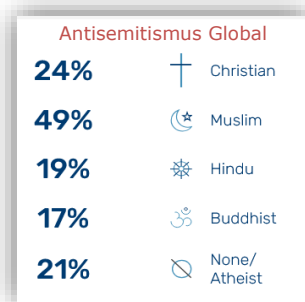 Antisemitismus Global
24% Christian
49% Muslim
19% Hindu
17% Buddhist
21% None/
Atheist